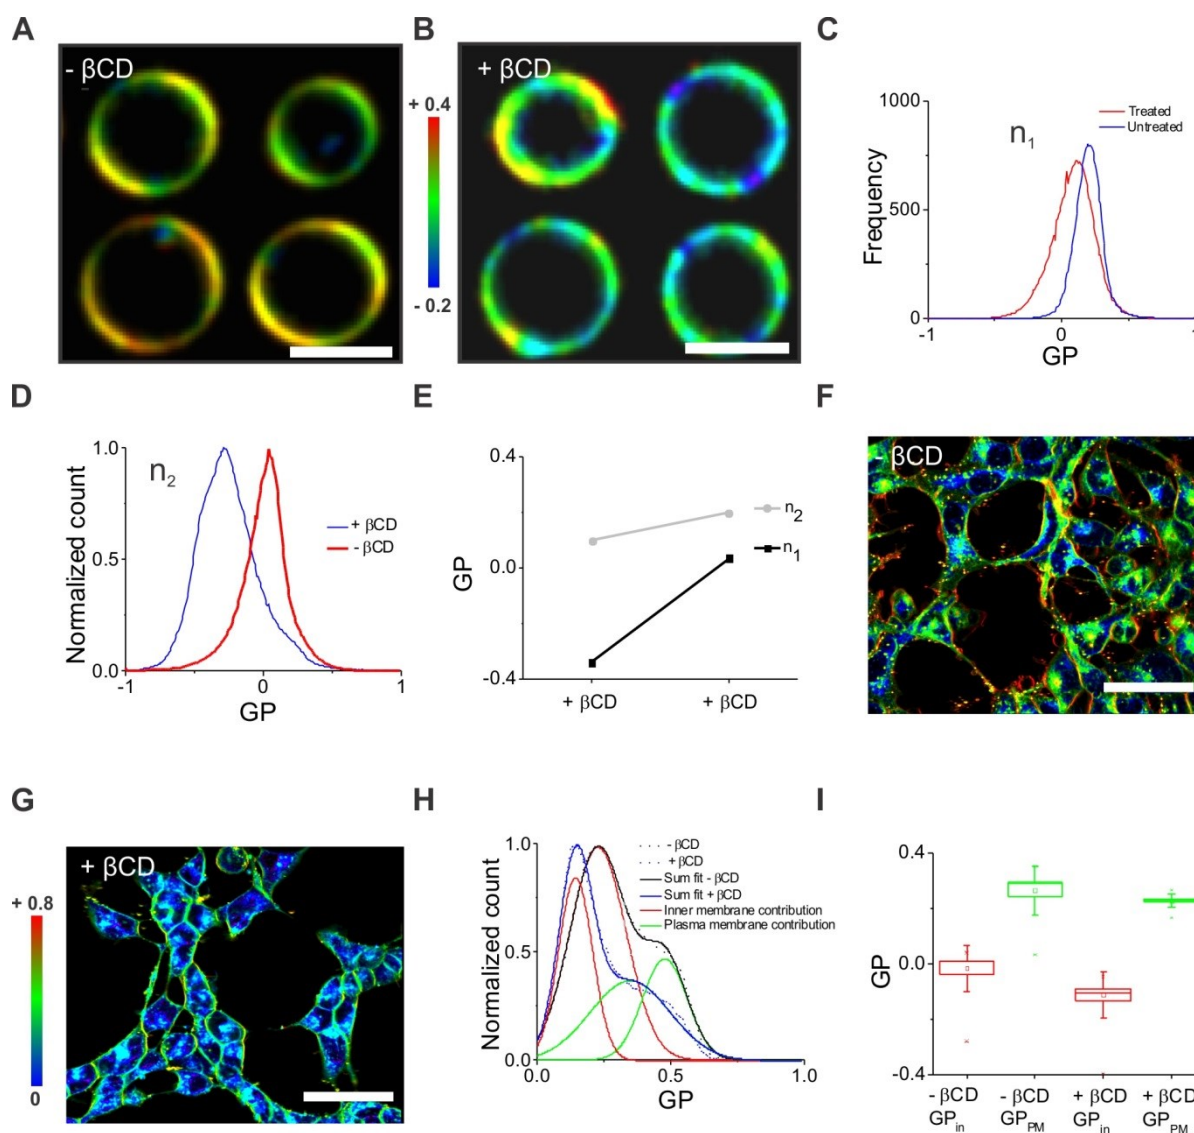 A
B
C
- βCD
+ βCD
+ 0.4
- 0.2
1000
500
0
Frequency
n1
Treated
Untreated
-1
0
1
GP
D
E
F
1.0
0.5
0.0
Normalized count
n2
+ βCD
- βCD
-1
0
1
GP
0.4
0.0
-0.4
GP
n2
n1
+ βCD
+ βCD
- βCD
G
H
I
+ 0.8
0
+ βCD
1.0
0.5
0.0
Normalized count
- βCD
+ βCD
Sum fit - βCD
Sum fit + βCD
Inner membrane contribution
Plasma membrane contribution
0.0
0.5
1.0
GP
0.4
0.0
-0.4
GP
- βCD
GPin
- βCD
GPPM
+ βCD
GPin
+ βCD
GPPM